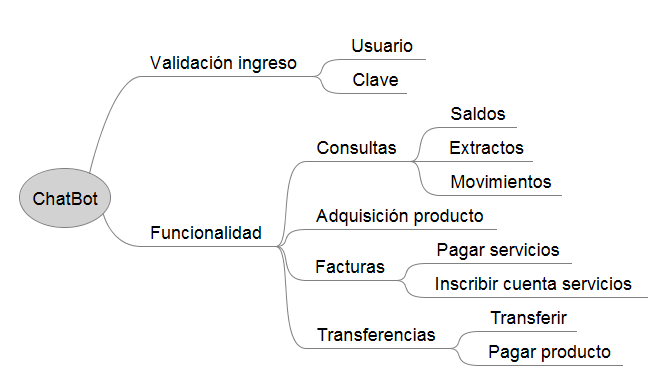 ChatBot
Validación ingreso
Usuario
Clave
Funcionalidad
Consultas
Saldos
Extractos
Movimientos
Adquisición producto
Facturas
Pagar servicios
Inscribir cuenta servicios
Transferencias
Transferir
Pagar producto